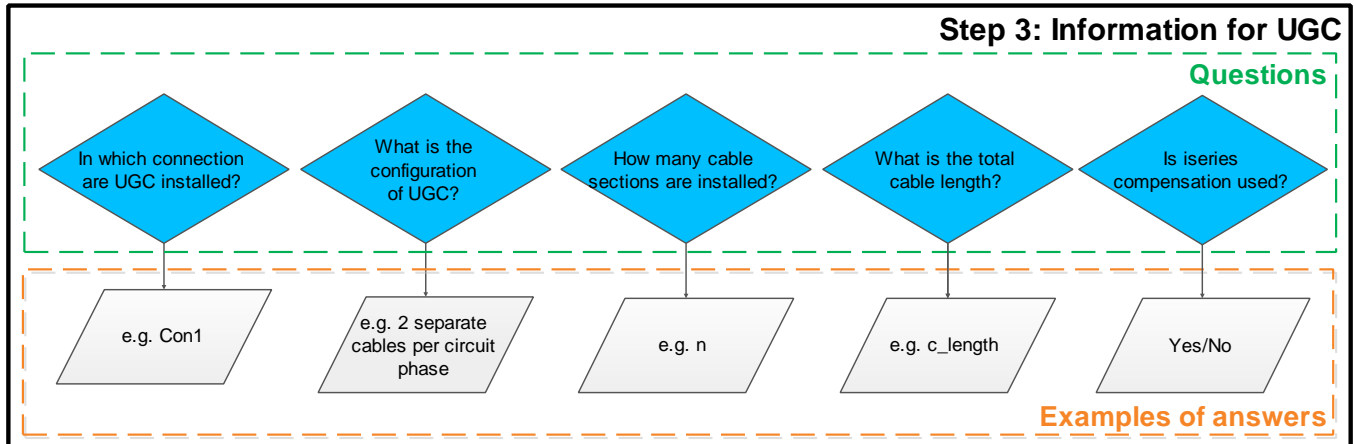 Step 3: Information for UGC
Questions
In which connection
are UGC installed?
What is the
configuration
of UGC?
How many cable
sections are installed?
What is the total
cable length?
Is iseries
compensation used?
e.g. Con1
e.g. 2 separate
cables per circuit
phase
e.g. n
e.g. c_length
Yes/No
Examples of answers